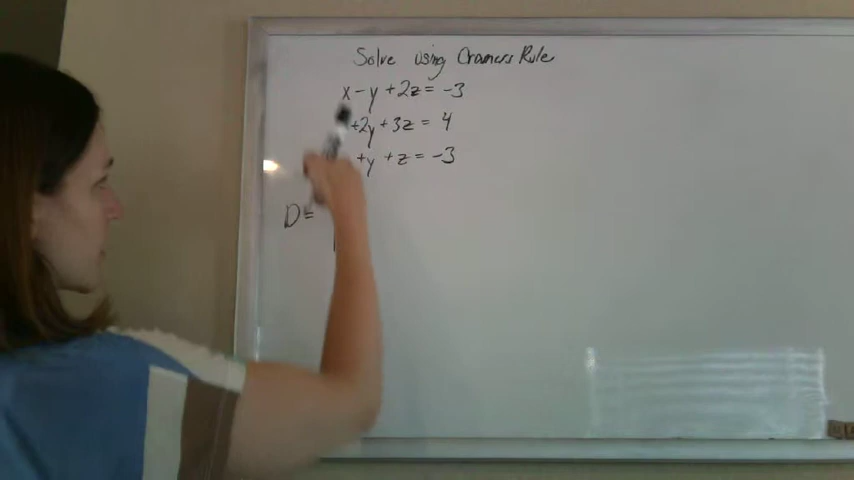 Solve using Cramers Rule
x - y + 2z = -3
+2y + 3z = 4
+y + z = -3
D =